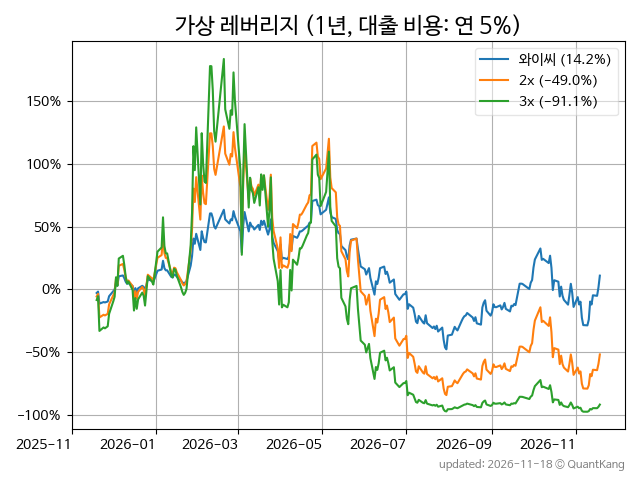 가상 레버리지 (1년, 대출 비용: 연 5%)
와이씨 (14.2%)
2x (−49.0%)
3x (−91.1%)
150%
100%
50%
0%
−50%
−100%
2025-11 2026-01 2026-03 2026-05 2026-07 2026-09 2026-11
updated: 2026-11-18 © QuantKang